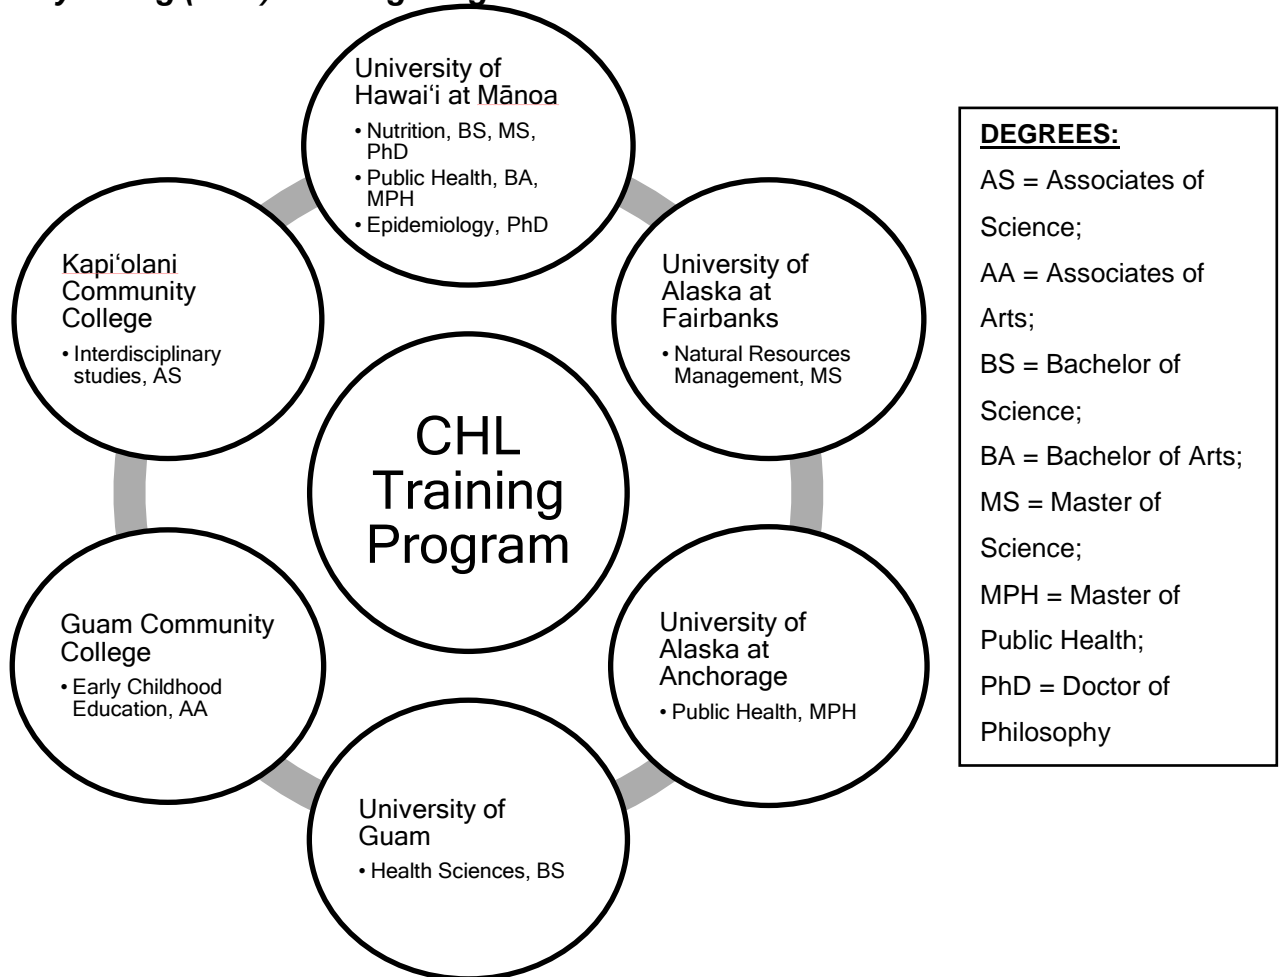 University of
Hawaiʻi at Mānoa
• Nutrition, BS, MS,
PhD
• Public Health, BA,
MPH
• Epidemiology, PhD
University of
Alaska at
Fairbanks
• Natural Resources
Management, MS
University of
Alaska at
Anchorage
• Public Health, MPH
University of
Guam
• Health Sciences, BS
Guam Community
College
• Early Childhood
Education, AA
Kapiʻolani
Community
College
• Interdisciplinary
studies, AS
CHL
Training
Program
DEGREES:
AS = Associates of
Science;
AA = Associates of
Arts;
BS = Bachelor of
Science;
BA = Bachelor of Arts;
MS = Master of
Science;
MPH = Master of
Public Health;
PhD = Doctor of
Philosophy